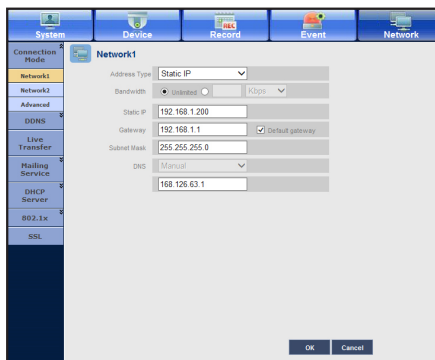 System
Device
Record
Event
Network
REC
Connection Mode
Network1
Network2
Advanced
DDNS
Live Transfer
Mailing Service
DHCP Server
802.1x
SSL
Network1
Address Type Static IP
Bandwidth Unlimited Kbps
Static IP 192.168.1.200
Gateway 192.168.1.1 Default gateway
Subnet Mask 255.255.255.0
DNS Manual
168.126.63.1
OK Cancel